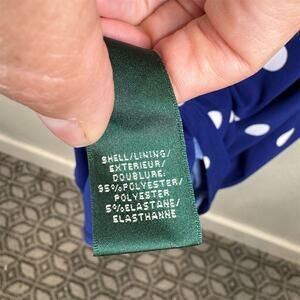 SHELL/LINING/
EXTERIEUR/
DOUBLURE:
95%POLYESTER/
POLYESTER
5%ELASTANE/
ELASTHANNE